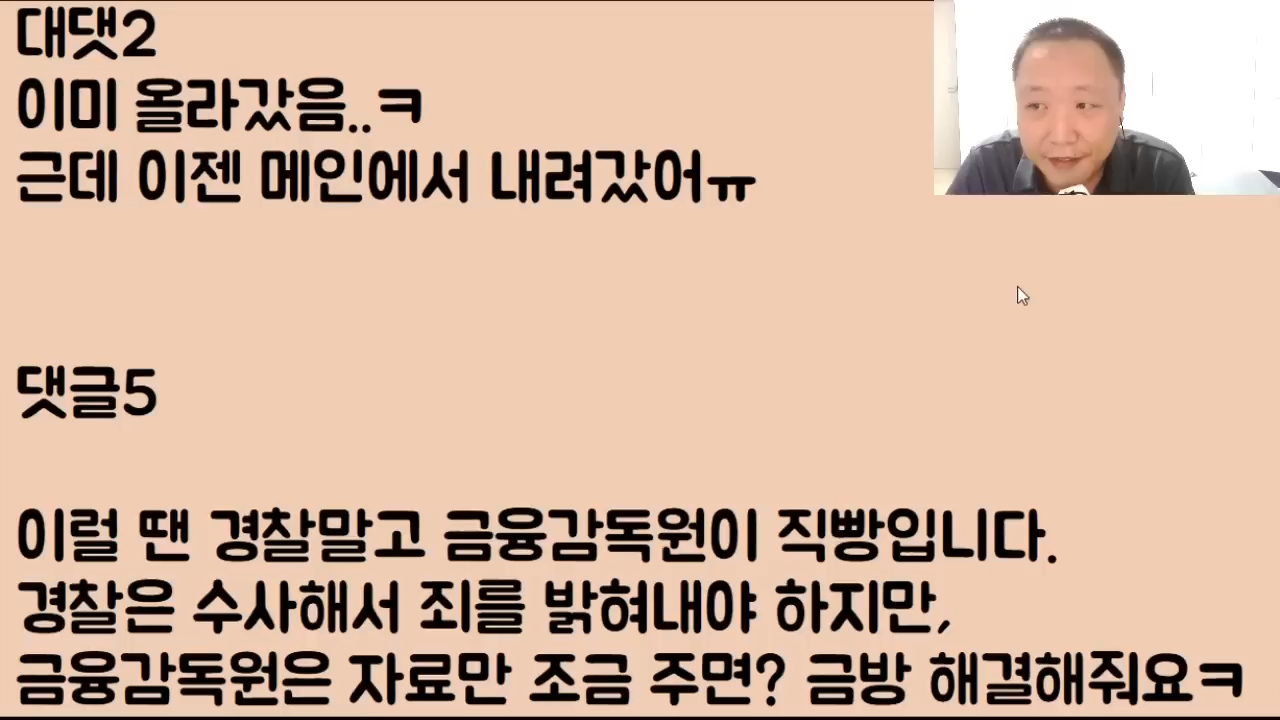 대댓2
이미 올라갔음..ㅋ
근데 이젠 메인에서 내려갔어ㅠ
댓글5
이럴 땐 경찰말고 금융감독원이 직빵입니다.
경찰은 수사해서 죄를 밝혀내야 하지만,
금융감독원은 자료만 조금 주면? 금방 해결해줘요ㅋ